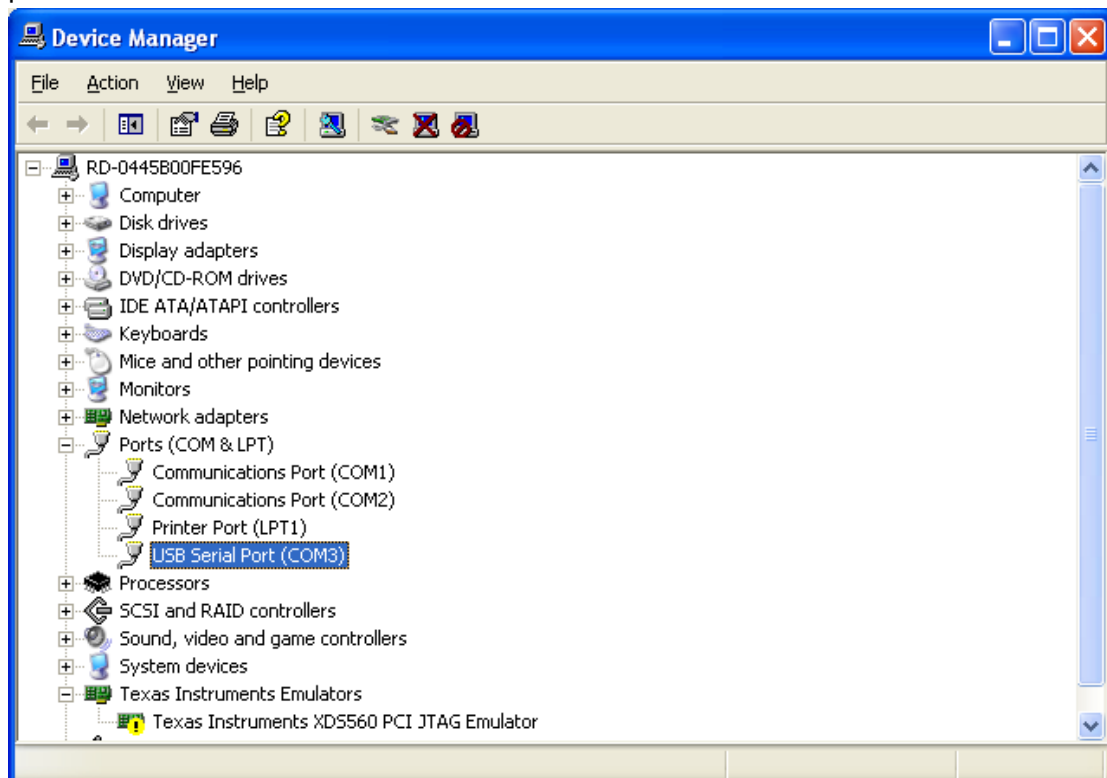 Device Manager
File Action View Help
RD-0445B00FE596
Computer
Disk drives
Display adapters
DVD/CD-ROM drives
IDE ATA/ATAPI controllers
Keyboards
Mice and other pointing devices
Monitors
Network adapters
Ports (COM & LPT)
Communications Port (COM1)
Communications Port (COM2)
Printer Port (LPT1)
USB Serial Port (COM3)
Processors
SCSI and RAID controllers
Sound, video and game controllers
System devices
Texas Instruments Emulators
Texas Instruments XDS560 PCI JTAG Emulator